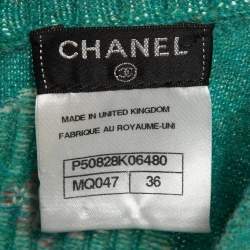 CHANEL
MADE IN UNITED KINGDOM
FABRIQUE AU ROYAUME-UNI
P50828K06480
MQ047 36